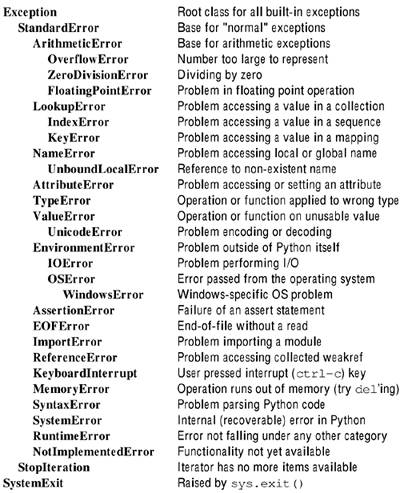 Exception Root class for all built-in exceptions
StandardError Base for "normal" exceptions
ArithmeticError Base for arithmetic exceptions
OverflowError Number too large to represent
ZeroDivisionError Dividing by zero
FloatingPointError Problem in floating point operation
LookupError Problem accessing a value in a collection
IndexError Problem accessing a value in a sequence
KeyError Problem accessing a value in a mapping
NameError Problem accessing local or global name
UnboundLocalError Reference to non-existent name
AttributeError Problem accessing or setting an attribute
TypeError Operation or function applied to wrong type
ValueError Operation or function on unusable value
UnicodeError Problem encoding or decoding
EnvironmentError Problem outside of Python itself
IOError Problem performing I/O
OSError Error passed from the operating system
WindowsError Windows-specific OS problem
AssertionError Failure of an assert statement
EOFError End-of-file without a read
ImportError Problem importing a module
ReferenceError Problem accessing collected weakref
KeyboardInterrupt User pressed interrupt (ctrl-c) key
MemoryError Operation runs out of memory (try del'ing)
SyntaxError Problem parsing Python code
SystemError Internal (recoverable) error in Python
RuntimeError Error not falling under any other category
NotImplementedError Functionality not yet available
StopIteration Iterator has no more items available
SystemExit Raised by sys.exit()